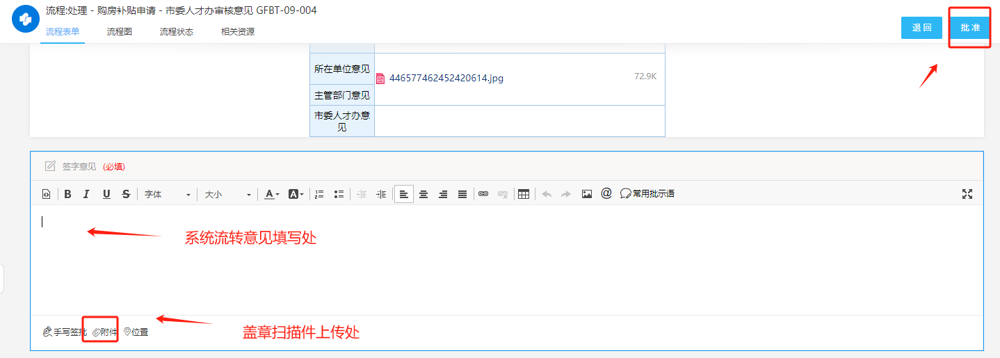 流程:处理 - 购房补贴申请 - 市委人才办审核意见 GFBT-09-004
流程表单 流程图 流程状态 相关资源
退回 批准
所在单位意见
446577462452420614.jpg 72.9K
主管部门意见
市委人才办意
见
签字意见 (必填)
B I U S 字体 大小 A A @ 常用批示语
系统流转意见填写处
盖章扫描件上传处
手写签批 附件 位置